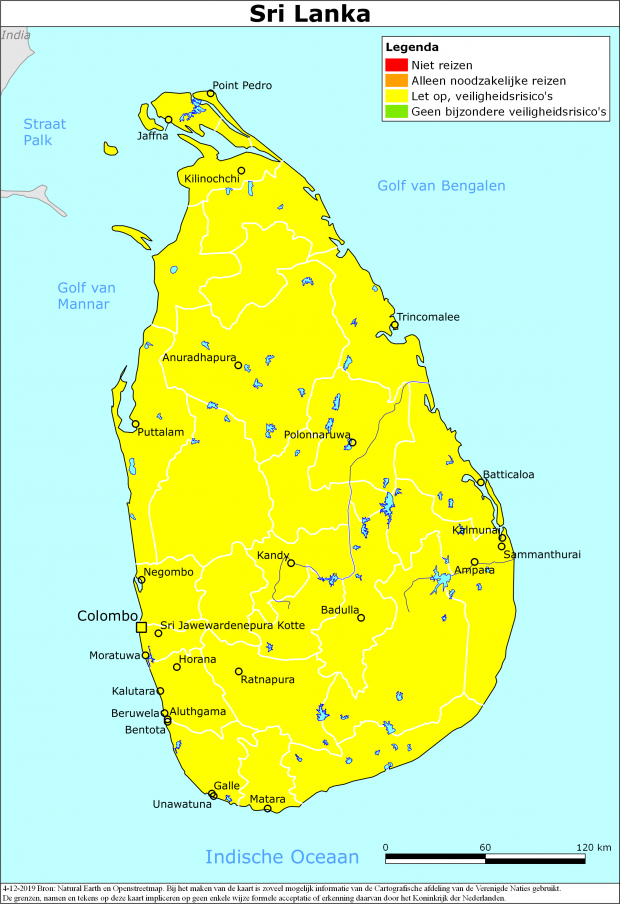 Sri Lanka
India
Legenda
Niet reizen
Alleen noodzakelijke reizen
Let op, veiligheidsrisico's
Geen bijzondere veiligheidsrisico's
Point Pedro
Straat
Palk
Jaffna
Kilinochchi
Golf van Bengalen
Golf van
Mannar
Trincomalee
Anuradhapura
Puttalam
Polonnaruwa
Batticaloa
Kalmunai
Sammanthurai
Kandy
Ampara
Negombo
Badulla
Colombo
Sri Jawewardenepura Kotte
Moratuwa
Horana
Ratnapura
Kalutara
Beruwela
Aluthgama
Bentota
Galle
Unawatuna
Matara
Indische Oceaan
0 60 120 km
4-12-2019 Bron: Natural Earth en Openstreetmap. Bij het maken van de kaart is zoveel mogelijk informatie van de Cartografische afdeling van de Verenigde Naties gebruikt.
De grenzen, namen en tekens op deze kaart impliceren op geen enkele wijze formele acceptatie of erkenning daarvan door het Koninkrijk der Nederlanden.